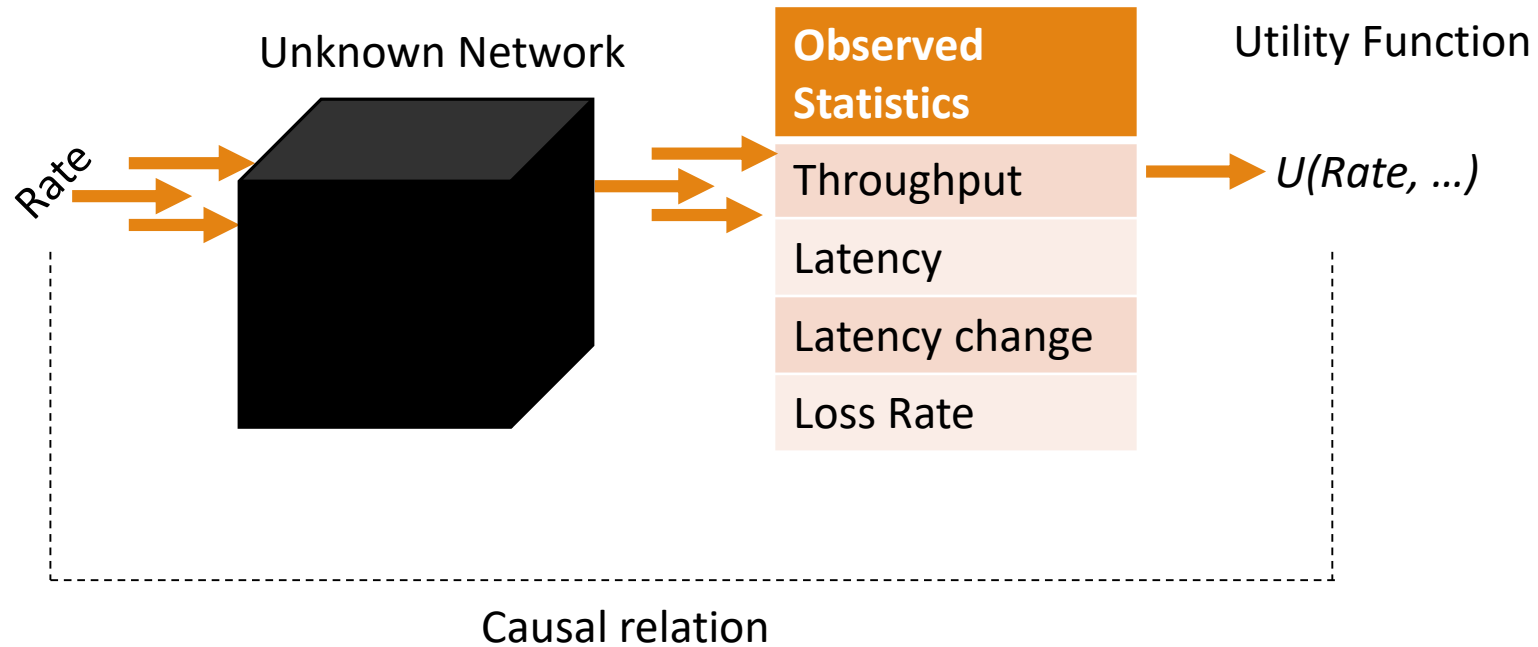 Unknown Network
Observed
Statistics
Utility Function
Rate
Throughput
U(Rate, …)
Latency
Latency change
Loss Rate
Causal relation